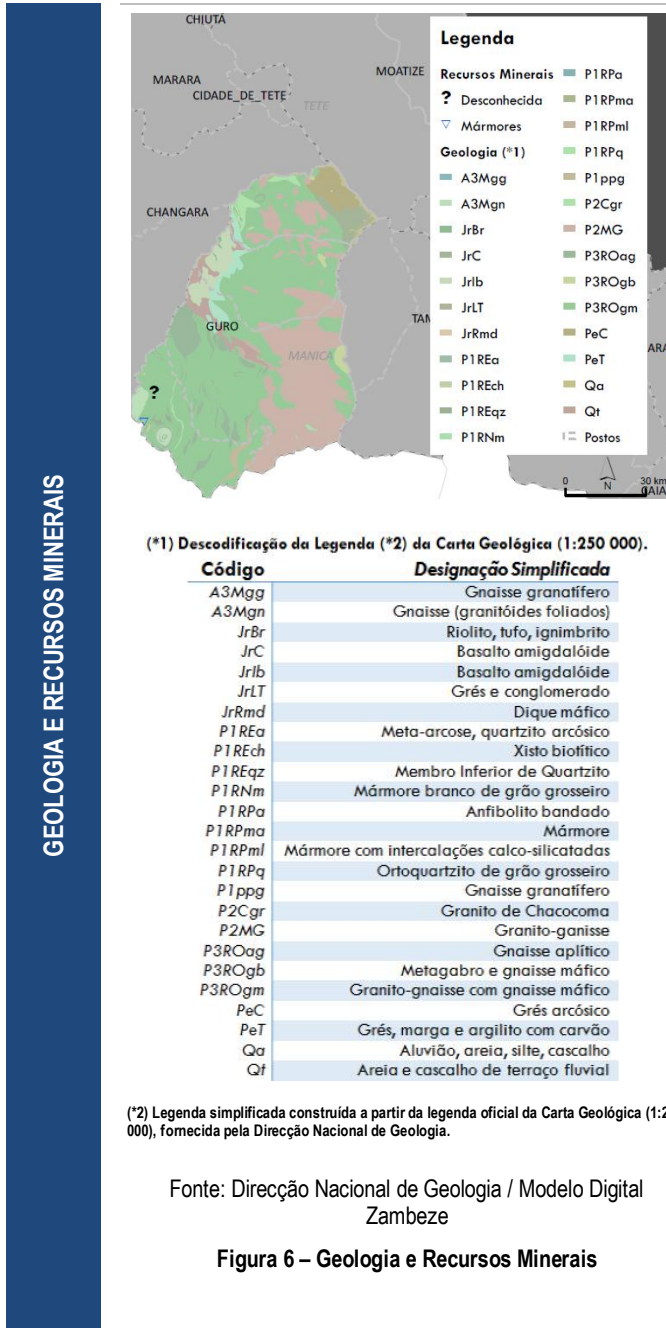 GEOLOGIA E RECURSOS MINERAIS
CHIUTÁ
MARARA
MOATIZE
CIDADE_DE_TETE
TETE
CHANGARA
GURO
MANICA
?
Legenda
Recursos Minerais
? Desconhecida
Mármores
Geologia (*1)
A3Mgg
A3Mgn
JrBr
JrC
JrIb
JrLT
JrRmd
P1REa
P1REch
P1REqz
P1RNm
P1RPa
P1RPma
P1RPml
P1RPq
P1ppg
P2Cgr
P2MG
P3ROag
P3ROgb
P3ROgm
PeC
PeT
Qa
Qt
Postos
0 N 30 km
(*1) Descodificação da Legenda (*2) da Carta Geológica (1:250 000).
Código Designação Simplificada
A3Mgg Gnaisse granatífero
A3Mgn Gnaisse (granitóides foliados)
JrBr Riolito, tufo, ignimbrito
JrC Basalto amigdalóide
JrIb Basalto amigdalóide
JrLT Grés e conglomerado
JrRmd Dique máfico
P1REa Meta-arcose, quartzito arcósico
P1REch Xisto biotítico
P1REqz Membro Inferior de Quartzito
P1RNm Mármore branco de grão grosseiro
P1RPa Anfibolito bandado
P1RPma Mármore
P1RPml Mármore com intercalações calco-silicatadas
P1RPq Ortoquartzito de grão grosseiro
P1ppg Gnaisse granatífero
P2Cgr Granito de Chacocoma
P2MG Granito-ganisse
P3ROag Gnaisse aplítico
P3ROgb Metagabro e gnaisse máfico
P3ROgm Granito-gnaisse com gnaisse máfico
PeC Grés arcósico
PeT Grés, marga e argilito com carvão
Qa Aluvião, areia, silte, cascalho
Qt Areia e cascalho de terraço fluvial
(*2) Legenda simplificada construída a partir da legenda oficial da Carta Geológica (1:2
000), fornecida pela Direcção Nacional de Geologia.
Fonte: Direcção Nacional de Geologia / Modelo Digital
Zambeze
Figura 6 – Geologia e Recursos Minerais